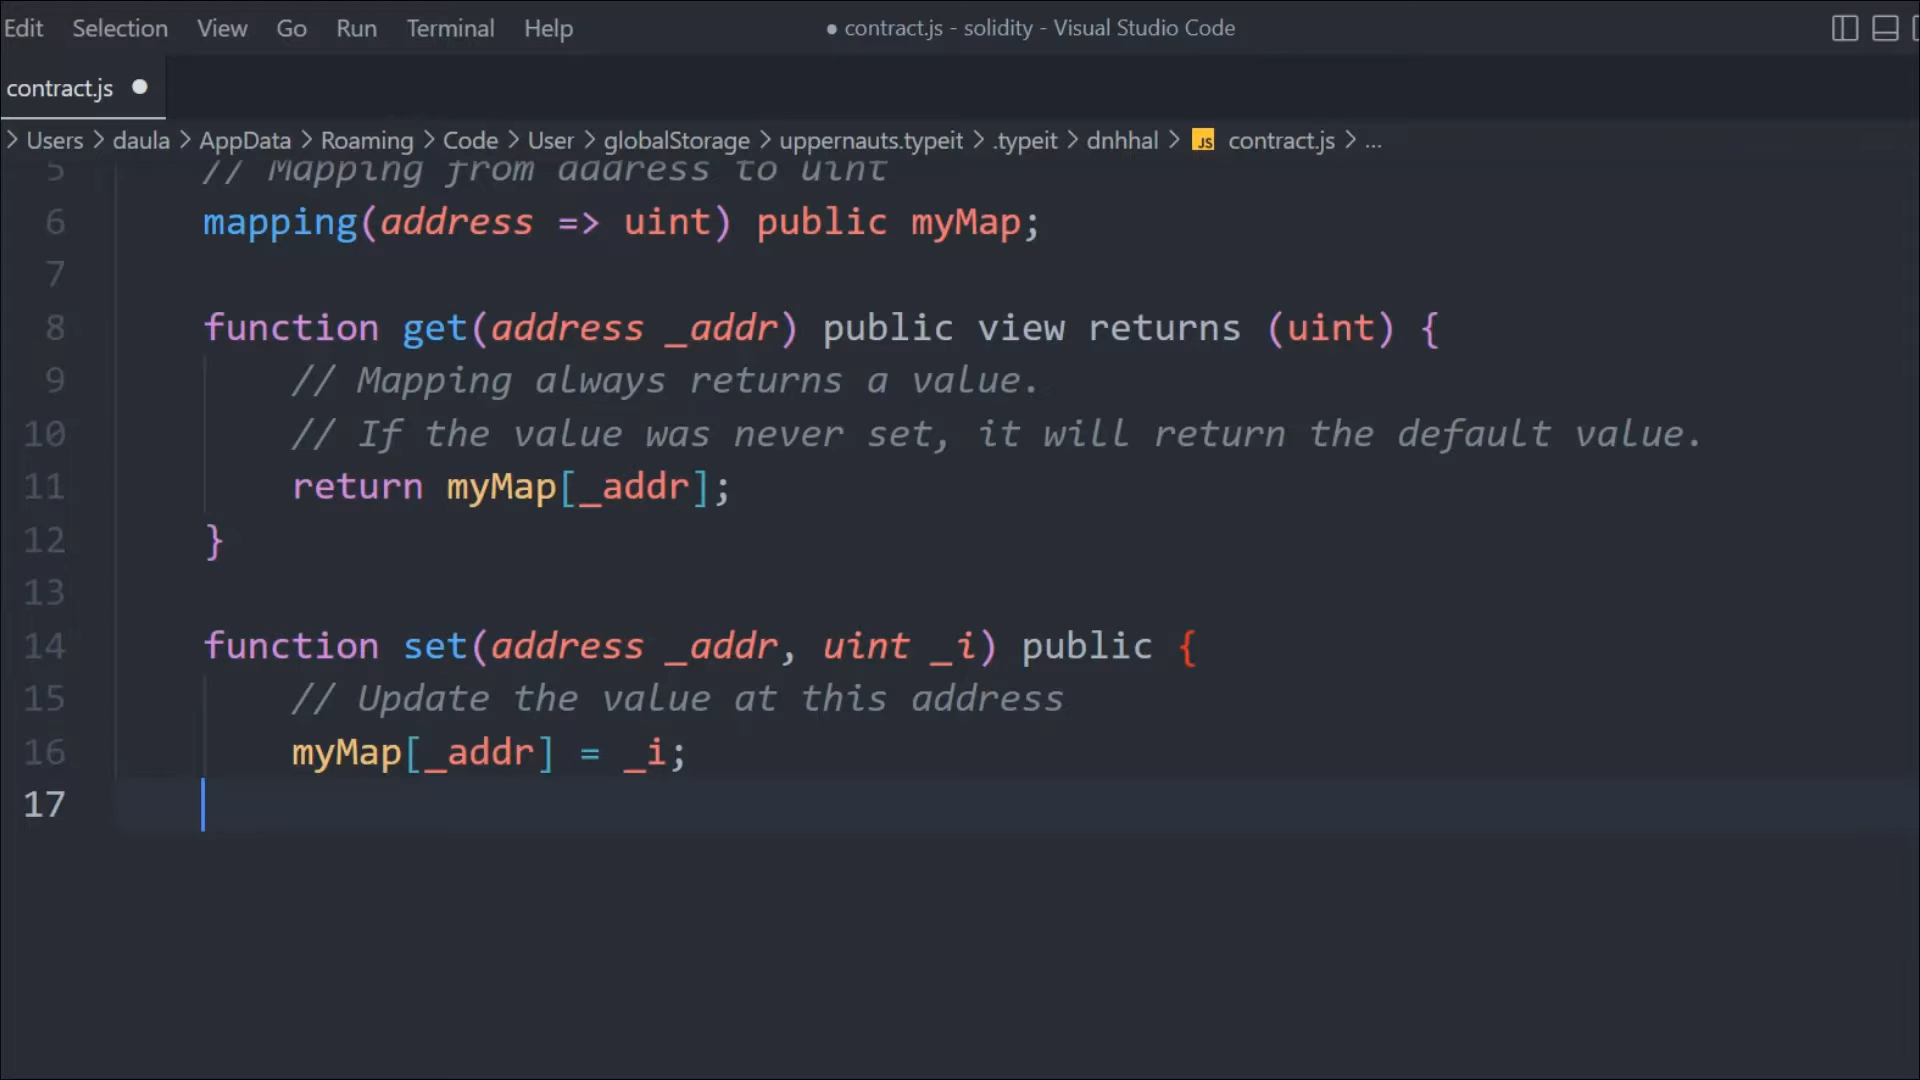 Edit Selection View Go Run Terminal Help
● contract.js - solidity - Visual Studio Code
contract.js ●
> Users > daula > AppData > Roaming > Code > User > globalStorage > uppernauts.typeit > .typeit > dnhhal > JS contract.js > ...
5 // Mapping from address to uint
6 mapping(address => uint) public myMap;
7
8 function get(address _addr) public view returns (uint) {
9 // Mapping always returns a value.
10 // If the value was never set, it will return the default value.
11 return myMap[_addr];
12 }
13
14 function set(address _addr, uint _i) public {
15 // Update the value at this address
16 myMap[_addr] = _i;
17